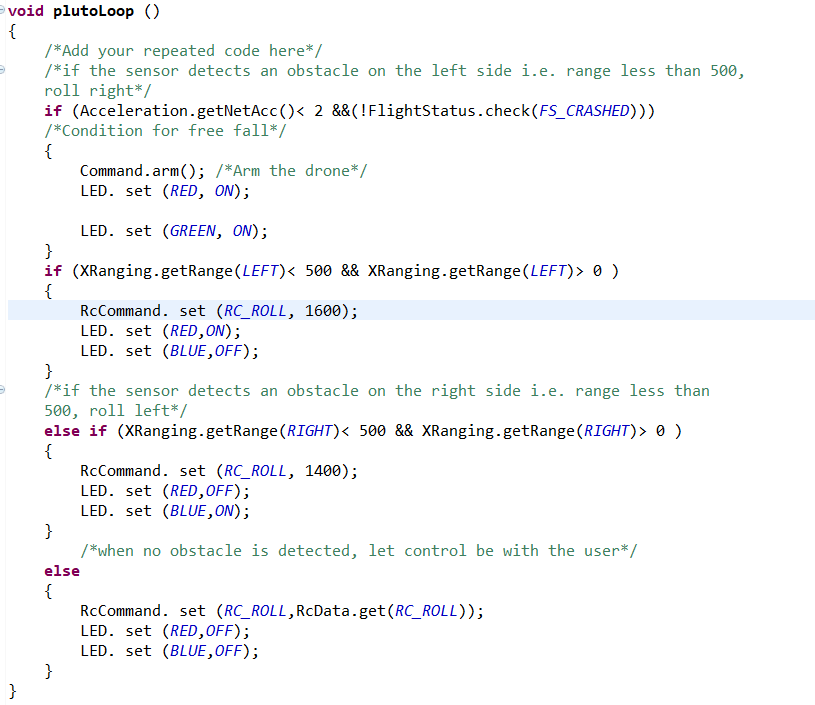 void plutoLoop ()
{
    /*Add your repeated code here*/
    /*if the sensor detects an obstacle on the left side i.e. range less than 500,
    roll right*/
    if (Acceleration.getNetAcc()< 2 &&(!FlightStatus.check(FS_CRASHED)))
    /*Condition for free fall*/
    {
        Command.arm(); /*Arm the drone*/
        LED. set (RED, ON);

        LED. set (GREEN, ON);
    }
    if (XRanging.getRange(LEFT)< 500 && XRanging.getRange(LEFT)> 0 )
    {
        RcCommand. set (RC_ROLL, 1600);
        LED. set (RED,ON);
        LED. set (BLUE,OFF);
    }
    /*if the sensor detects an obstacle on the right side i.e. range less than
    500, roll left*/
    else if (XRanging.getRange(RIGHT)< 500 && XRanging.getRange(RIGHT)> 0 )
    {
        RcCommand. set (RC_ROLL, 1400);
        LED. set (RED,OFF);
        LED. set (BLUE,ON);
    }
        /*when no obstacle is detected, let control be with the user*/
    else
    {
        RcCommand. set (RC_ROLL,RcData.get(RC_ROLL));
        LED. set (RED,OFF);
        LED. set (BLUE,OFF);
    }
}